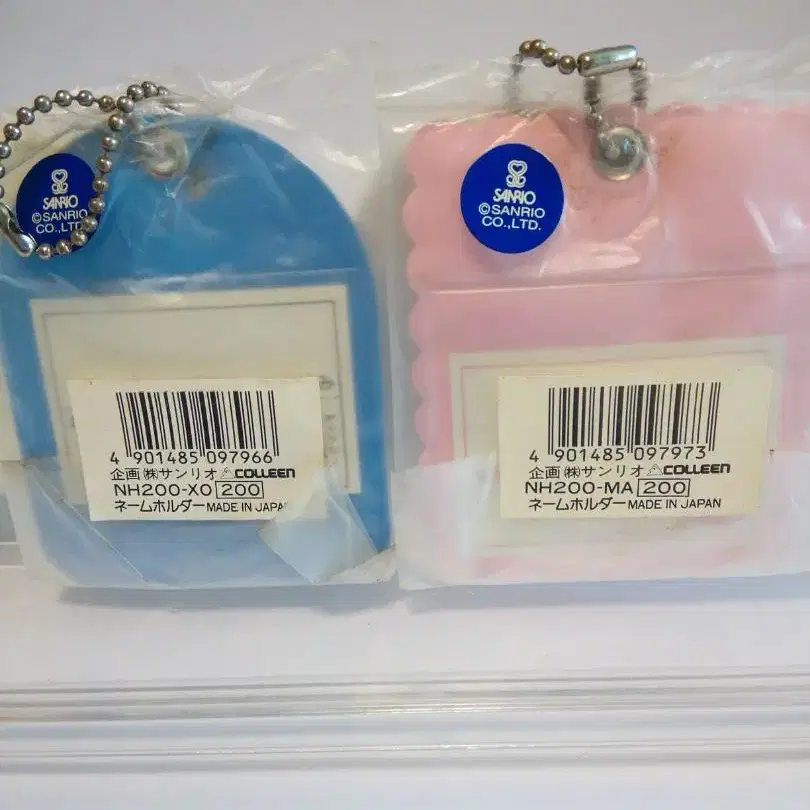 SANRIO
©SANRIO
CO.,LTD.
4 901485 097966
企画 ㈱サンリオ COLLEEN
NH200-XO 200
ネームホルダー MADE IN JAPAN
SANRIO
©SANRIO
CO.,LTD.
4 901485 097973
企画 ㈱サンリオ COLLEEN
NH200-MA 200
ネームホルダー MADE IN JAPAN